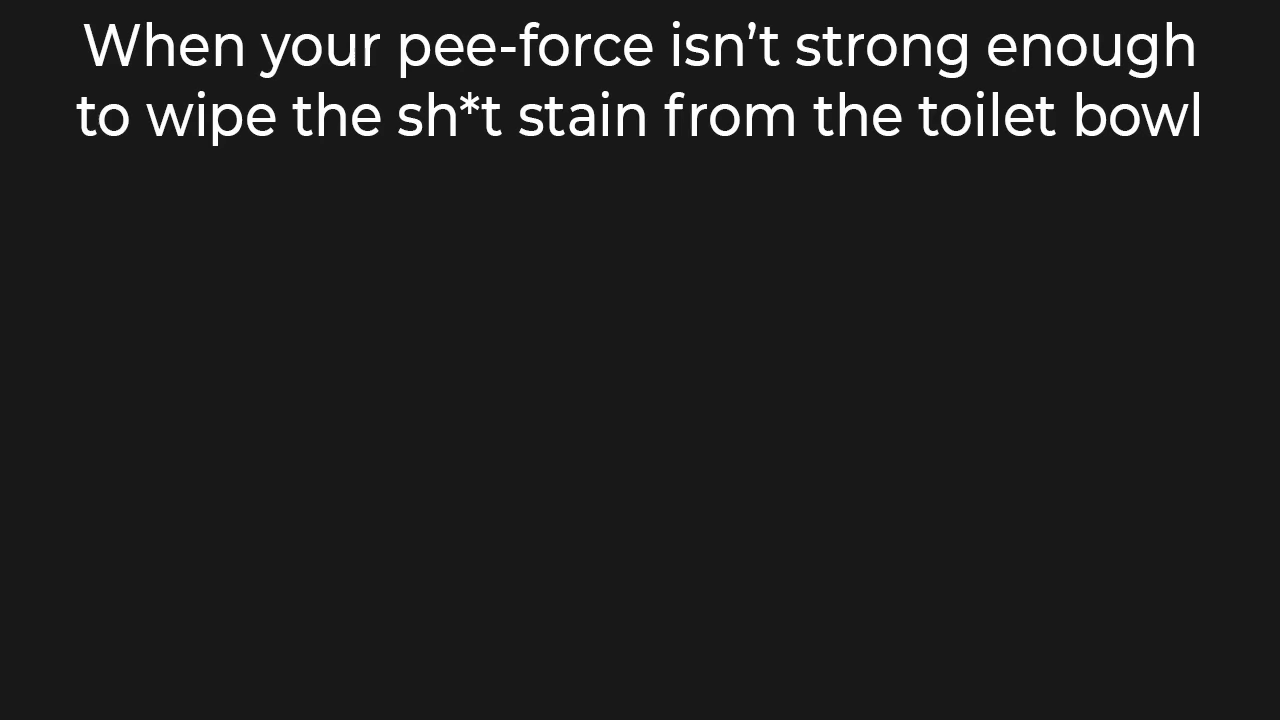 When your pee-force isn’t strong enough
to wipe the sh*t stain from the toilet bowl